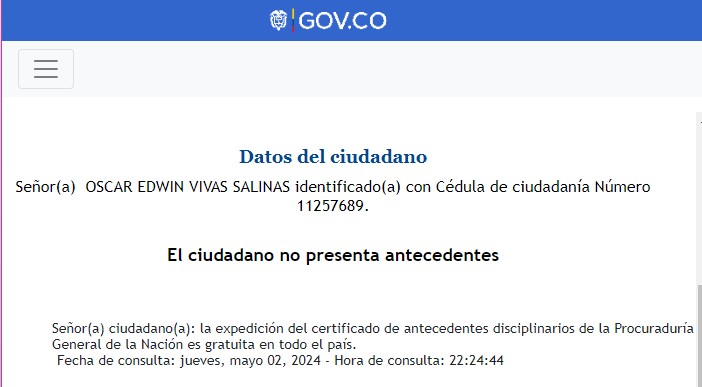 GOV.CO
Datos del ciudadano
Señor(a)  OSCAR EDWIN VIVAS SALINAS identificado(a) con Cédula de ciudadanía Número
11257689.
El ciudadano no presenta antecedentes
Señor(a) ciudadano(a): la expedición del certificado de antecedentes disciplinarios de la Procuraduría
General de la Nación es gratuita en todo el país.
Fecha de consulta: jueves, mayo 02, 2024 - Hora de consulta: 22:24:44